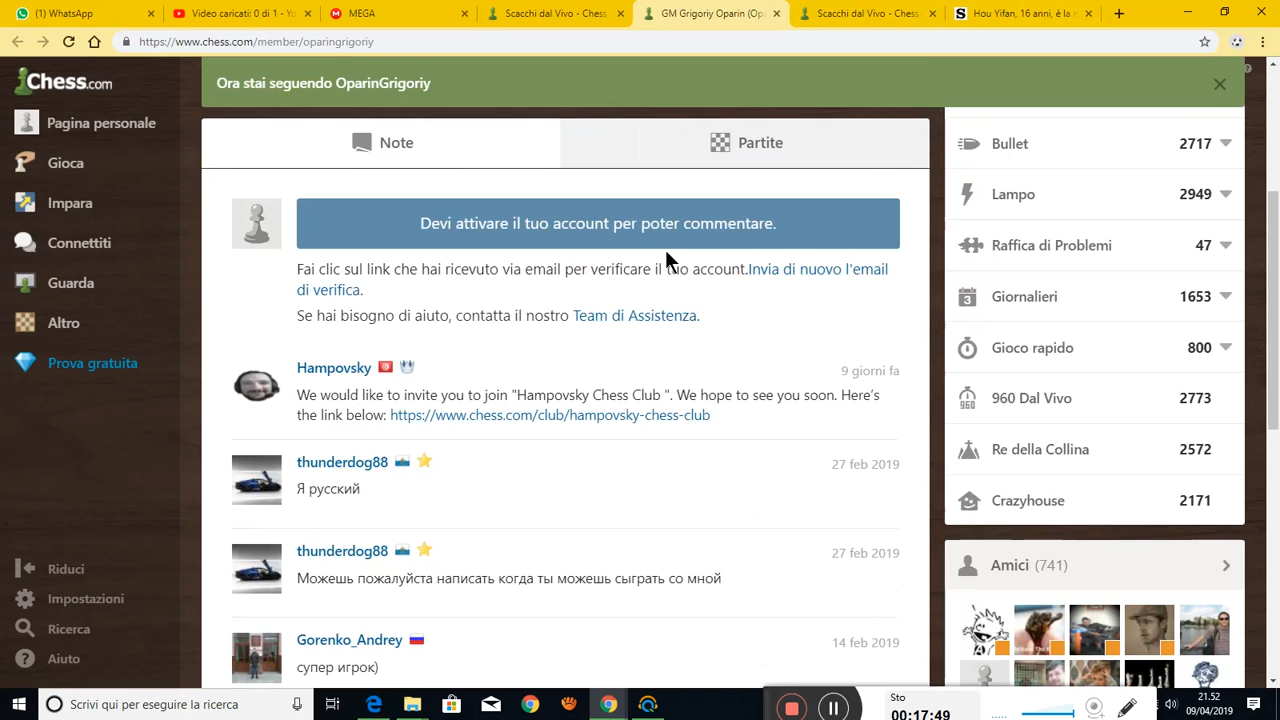 (1) WhatsApp
Video caricati: 0 di 1 - Yo
MEGA
Scacchi dal Vivo - Chess.
GM Grigoriy Oparin (Op
Scacchi dal Vivo - Chess.
Hou Yifan, 16 anni, è la n
https://www.chess.com/member/oparingrigoriy
Chess.com
Ora stai seguendo OparinGrigoriy
Pagina personale
Gioca
Impara
Connettiti
Guarda
Altro
Prova gratuita
Riduci
Impostazioni
Ricerca
Aiuto
Note
Partite
Devi attivare il tuo account per poter commentare.
Fai clic sul link che hai ricevuto via email per verificare il tuo account.Invia di nuovo l'email
di verifica.
Se hai bisogno di aiuto, contatta il nostro Team di Assistenza.
Hampovsky
9 giorni fa
We would like to invite you to join "Hampovsky Chess Club ". We hope to see you soon. Here's
the link below: https://www.chess.com/club/hampovsky-chess-club
thunderdog88
27 feb 2019
Я русский
thunderdog88
27 feb 2019
Можешь пожалуйста написать когда ты можешь сыграть со мной
Gorenko_Andrey
14 feb 2019
супер игрок)
Bullet 2717
Lampo 2949
Raffica di Problemi 47
Giornalieri 1653
Gioco rapido 800
960 Dal Vivo 2773
Re della Collina 2572
Crazyhouse 2171
Amici (741)
Scrivi qui per eseguire la ricerca
Sto
00:17:49
21.52
09/04/2019